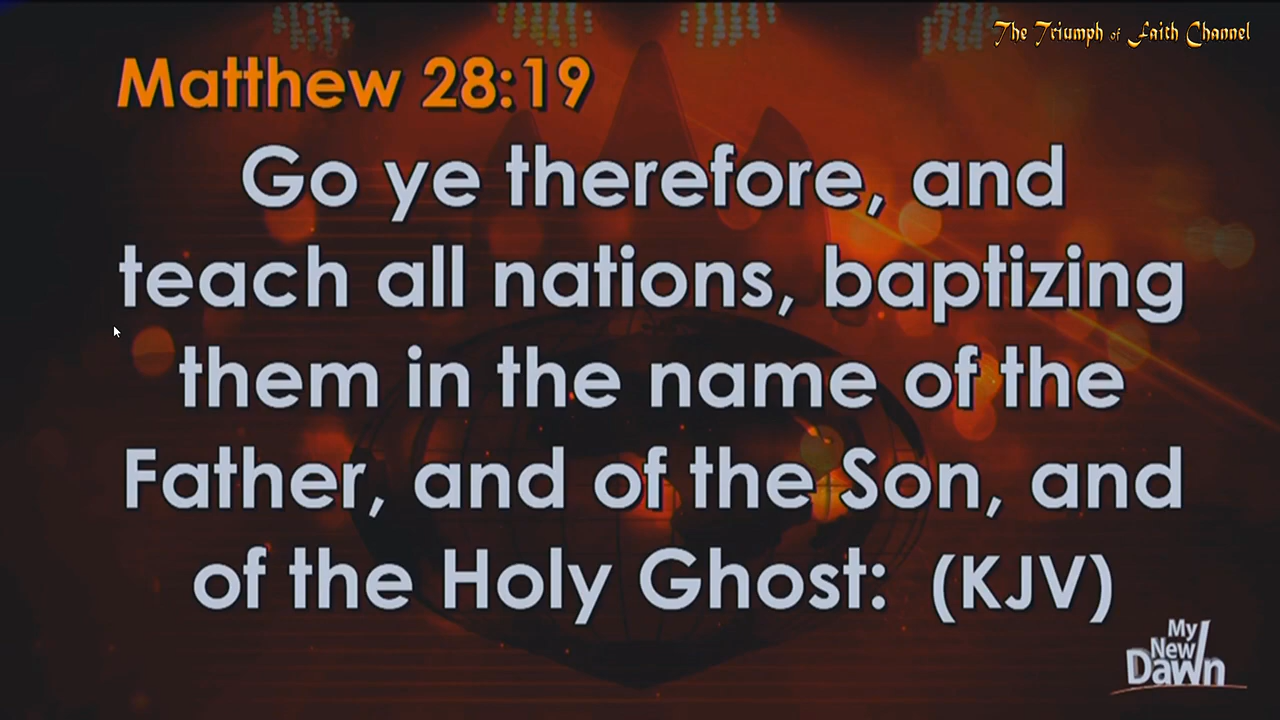 The Triumph of Faith Channel
Matthew 28:19
Go ye therefore, and
teach all nations, baptizing
them in the name of the
Father, and of the Son, and
of the Holy Ghost: (KJV)
My
New
Dawn